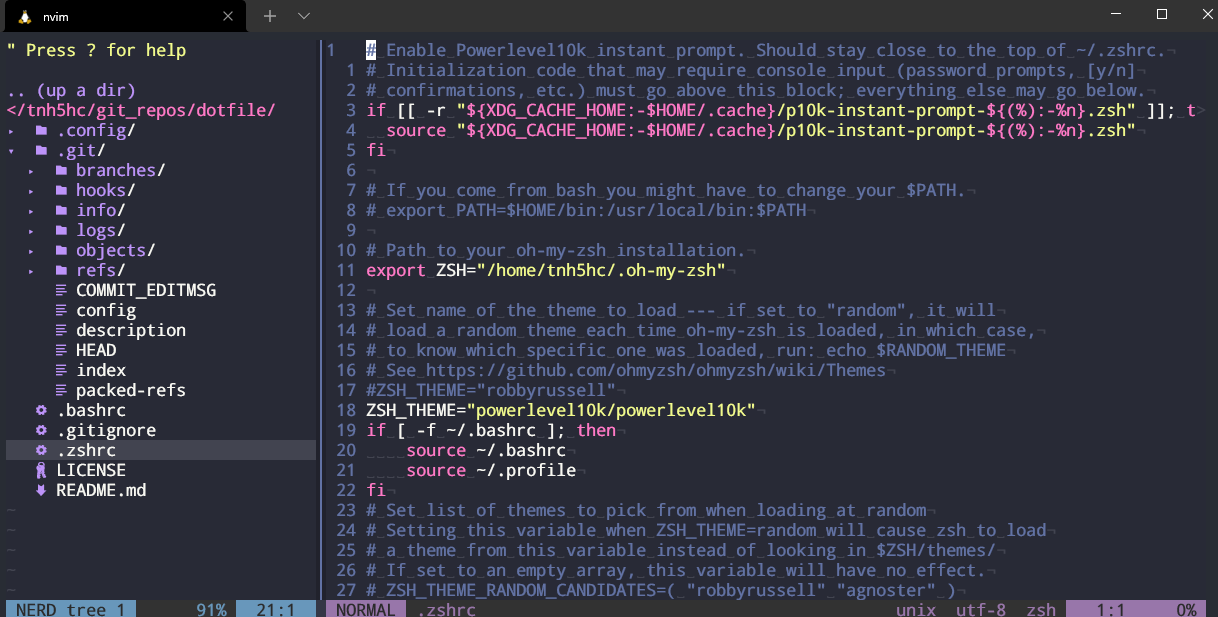 nvim
" Press ? for help
.. (up a dir)
</tnh5hc/git_repos/dotfile/
.config/
.git/
branches/
hooks/
info/
logs/
objects/
refs/
COMMIT_EDITMSG
config
description
HEAD
index
packed-refs
.bashrc
.gitignore
.zshrc
LICENSE
README.md
~
~
~
~
~
NERD tree 1 91% 21:1
1 # Enable Powerlevel10k instant prompt. Should stay close to the top of ~/.zshrc.¬
1 # Initialization code that may require console input (password prompts, [y/n]¬
2 # confirmations, etc.) must go above this block; everything else may go below.¬
3 if [[ -r "${XDG_CACHE_HOME:-$HOME/.cache}/p10k-instant-prompt-${(%):-%n}.zsh" ]]; t>
4 source "${XDG_CACHE_HOME:-$HOME/.cache}/p10k-instant-prompt-${(%):-%n}.zsh"¬
5 fi¬
6 ¬
7 # If you come from bash you might have to change your $PATH.¬
8 # export PATH=$HOME/bin:/usr/local/bin:$PATH¬
9 ¬
10 # Path to your oh-my-zsh installation.¬
11 export ZSH="/home/tnh5hc/.oh-my-zsh"¬
12 ¬
13 # Set name of the theme to load --- if set to "random", it will¬
14 # load a random theme each time oh-my-zsh is loaded, in which case,¬
15 # to know which specific one was loaded, run: echo $RANDOM_THEME¬
16 # See https://github.com/ohmyzsh/ohmyzsh/wiki/Themes¬
17 #ZSH_THEME="robbyrussell"¬
18 ZSH_THEME="powerlevel10k/powerlevel10k"¬
19 if [ -f ~/.bashrc ]; then¬
20 source ~/.bashrc¬
21 source ~/.profile¬
22 fi¬
23 # Set list of themes to pick from when loading at random¬
24 # Setting this variable when ZSH_THEME=random will cause zsh to load¬
25 # a theme from this variable instead of looking in $ZSH/themes/¬
26 # If set to an empty array, this variable will have no effect.¬
27 # ZSH_THEME_RANDOM_CANDIDATES=( "robbyrussell" "agnoster" )¬
NORMAL .zshrc unix utf-8 zsh 1:1 0%